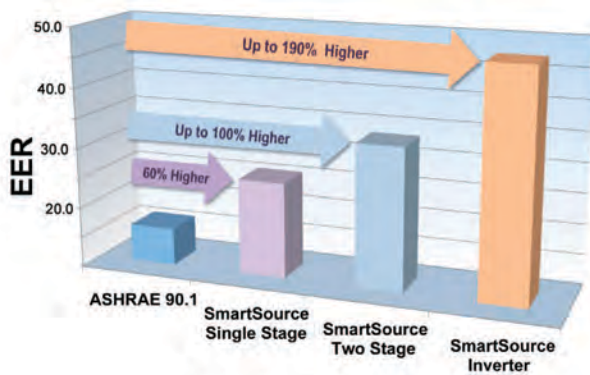 50.0
40.0
30.0
20.0
EER
Up to 190% Higher
Up to 100% Higher
60% Higher
ASHRAE 90.1
SmartSource
Single Stage
SmartSource
Two Stage
SmartSource
Inverter